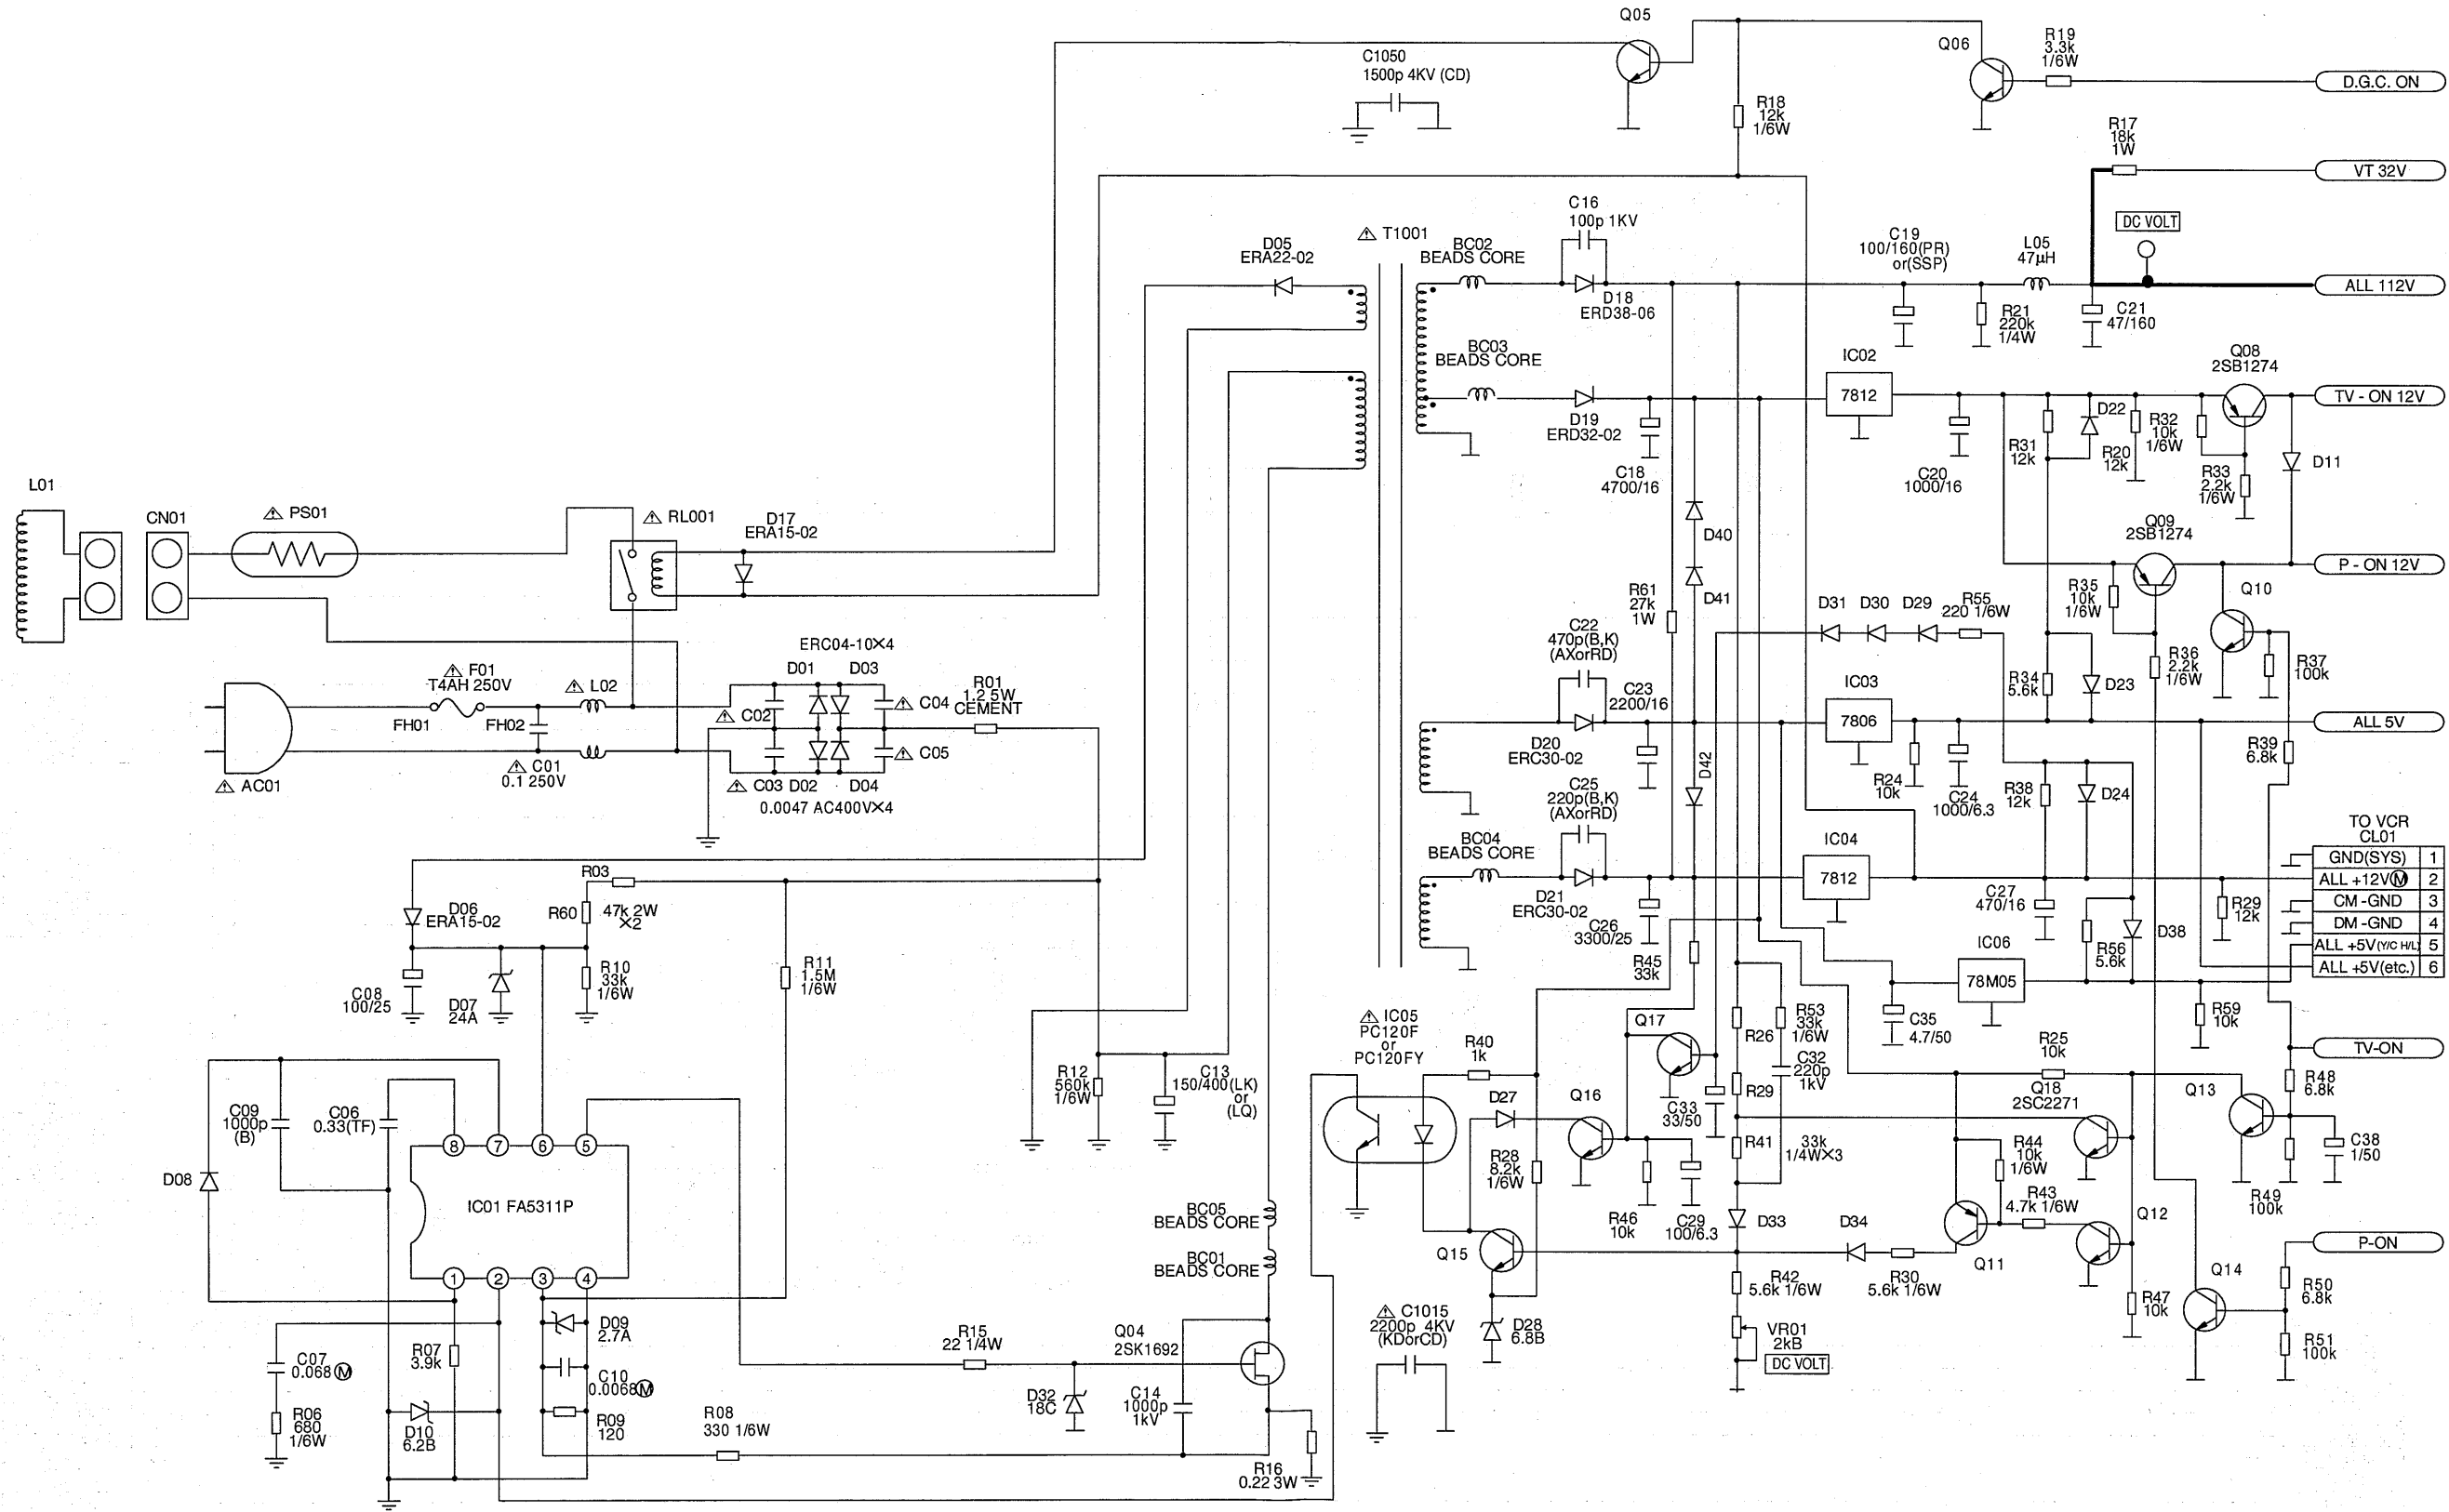 Q05
C1050
1500p 4KV (CD)
Q06
R19
3.3k
1/6W
D.G.C. ON
R18
12k
1/6W
R17
18k
1W
VT 32V
DC VOLT
C16
100p 1KV
⚠ T1001
BC02
BEADS CORE
D05
ERA22-02
C19
100/160(PR)
or(SSP)
L05
47μH
ALL 112V
D18
ERD38-06
R21
220k
1/4W
C21
47/160
BC03
BEADS CORE
IC02
7812
Q08
2SB1274
TV - ON 12V
D19
ERD32-02
C18
4700/16
C20
1000/16
R31
12k
D22
R20
12k
R32
10k
1/6W
R33
2.2k
1/6W
D11
Q09
2SB1274
P - ON 12V
L01
CN01
⚠ PS01
⚠ RL001
D17
ERA15-02
D40
D41
R61
27k
1W
D31
D30
D29
R55
220 1/6W
R35
10k
1/6W
Q10
C22
470p(B,K)
(AXorRD)
C23
2200/16
IC03
7806
R34
5.6k
D23
R36
2.2k
1/6W
R37
100k
ALL 5V
D20
ERC30-02
D42
R24
10k
C24
1000/6.3
R38
12k
D24
R39
6.8k
ERC04-10X4
D01
D03
⚠ F01
T4AH 250V
FH01
FH02
⚠ L02
⚠ C02
⚠ C04
R01
1.2 5W
CEMENT
⚠ C05
⚠ AC01
⚠ C01
0.1 250V
⚠ C03
D02
D04
0.0047 AC400VX4
C25
220p(B,K)
(AXorRD)
BC04
BEADS CORE
IC04
7812
D21
ERC30-02
C26
3300/25
R45
33k
C27
470/16
R29
12k
TO VCR
CL01
GND(SYS) 1
ALL +12VⓂ 2
CM -GND 3
DM -GND 4
ALL +5V(Y/C H/L) 5
ALL +5V(etc.) 6
R56
5.6k
D38
IC06
78M05
C35
4.7/50
R59
10k
R03
R60
47k 2W
X2
D06
ERA15-02
R10
33k
1/6W
R11
1.5M
1/6W
C08
100/25
D07
24A
⚠ IC05
PC120F
or
PC120FY
Q17
R26
R53
33k
1/6W
C32
220p
1kV
R25
10k
TV-ON
R40
1k
R12
560k
1/6W
C13
150/400(LK)
or
(LQ)
D27
Q16
C33
33/50
R29
Q18
2SC2271
Q13
R48
6.8k
C09
1000p
(B)
C06
0.33(TF)
8
7
6
5
D08
IC01 FA5311P
R28
8.2k
1/6W
R41
33k
1/4WX3
R44
10k
1/6W
C38
1/50
R43
4.7k 1/6W
R49
100k
R46
10k
C29
100/6.3
D33
D34
Q12
P-ON
BC05
BEADS CORE
BC01
BEADS CORE
Q15
R30
5.6k 1/6W
Q11
Q14
1
2
3
4
R42
5.6k 1/6W
R47
10k
R50
6.8k
⚠ C1015
2200p 4KV
(KDorCD)
D28
6.8B
VR01
2kB
DC VOLT
R51
100k
D09
2.7A
R15
22 1/4W
Q04
2SK1692
C07
0.068Ⓜ
R07
3.9k
C10
0.0068Ⓜ
D32
18C
C14
1000p
1kV
R06
680
1/6W
D10
6.2B
R09
120
R08
330 1/6W
R16
0.22 3W